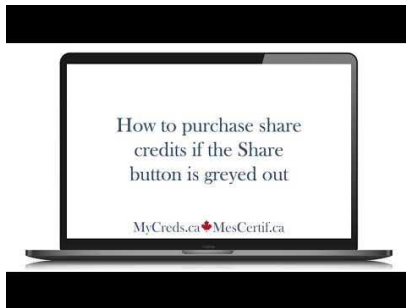 How to purchase share
credits if the Share
button is greyed out
MyCreds.ca MesCertif.ca